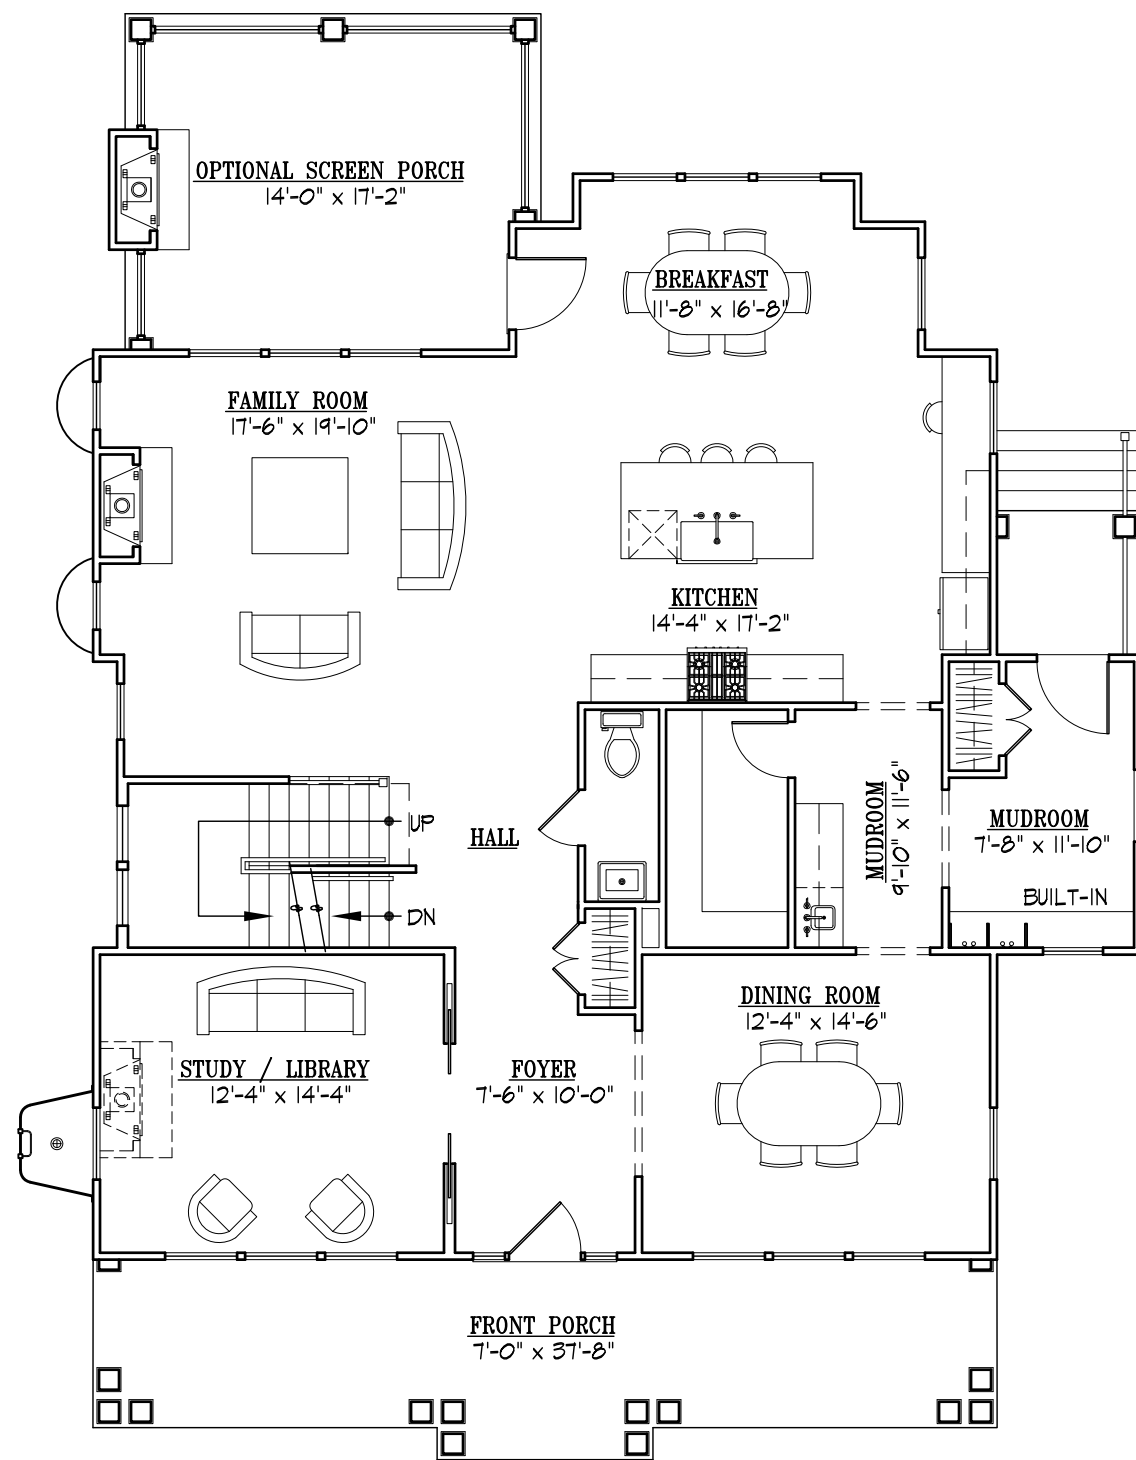 OPTIONAL SCREEN PORCH
14'-0" x 17'-2"
BREAKFAST
11'-8" x 16'-8"
FAMILY ROOM
17'-6" x 19'-10"
KITCHEN
14'-4" x 17'-2"
UP
HALL
MUDROOM
9'-10" x 11'-6"
MUDROOM
7'-8" x 11'-10"
BUILT-IN
DN
DINING ROOM
12'-4" x 14'-6"
STUDY / LIBRARY
12'-4" x 14'-4"
FOYER
7'-6" x 10'-0"
FRONT PORCH
7'-0" x 37'-8"